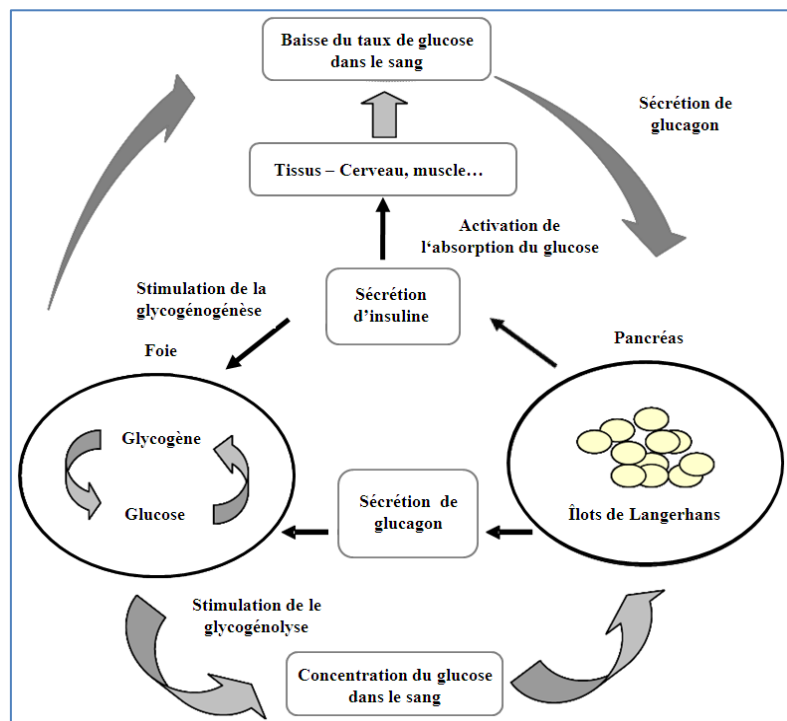 Baisse du taux de glucose
dans le sang
Sécrétion de
glucagon
Tissus – Cerveau, muscle…
Activation de
l‘absorption du glucose
Stimulation de la
glycogénogénèse
Sécrétion
d’insuline
Foie
Pancréas
Glycogène
Glucose
Sécrétion de
glucagon
Îlots de Langerhans
Stimulation de le
glycogénolyse
Concentration du glucose
dans le sang